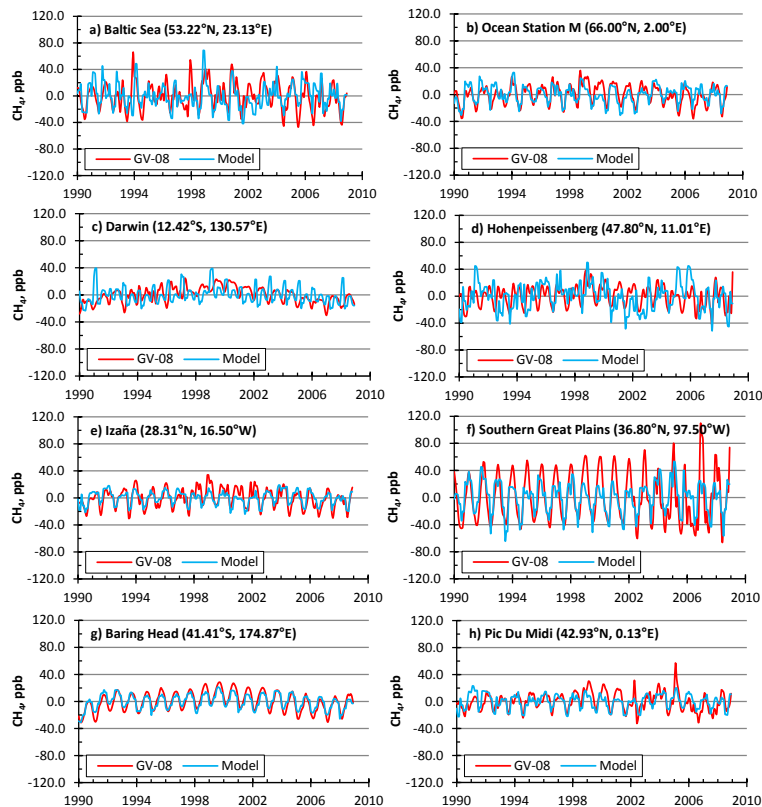 a) Baltic Sea (53.22°N, 23.13°E)
CH4, ppb
120.0
80.0
40.0
0.0
-40.0
-80.0
-120.0
GV-08 Model
1990 1994 1998 2002 2006 2010
b) Ocean Station M (66.00°N, 2.00°E)
CH4, ppb
120.0
80.0
40.0
0.0
-40.0
-80.0
-120.0
GV-08 Model
1990 1994 1998 2002 2006 2010
c) Darwin (12.42°S, 130.57°E)
CH4, ppb
120.0
80.0
40.0
0.0
-40.0
-80.0
-120.0
GV-08 Model
1990 1994 1998 2002 2006 2010
d) Hohenpeissenberg (47.80°N, 11.01°E)
CH4, ppb
120.0
80.0
40.0
0.0
-40.0
-80.0
-120.0
GV-08 Model
1990 1994 1998 2002 2006 2010
e) Izaña (28.31°N, 16.50°W)
CH4, ppb
120.0
80.0
40.0
0.0
-40.0
-80.0
-120.0
GV-08 Model
1990 1994 1998 2002 2006 2010
f) Southern Great Plains (36.80°N, 97.50°W)
CH4, ppb
120.0
80.0
40.0
0.0
-40.0
-80.0
-120.0
GV-08 Model
1990 1994 1998 2002 2006 2010
g) Baring Head (41.41°S, 174.87°E)
CH4, ppb
120.0
80.0
40.0
0.0
-40.0
-80.0
-120.0
GV-08 Model
1990 1994 1998 2002 2006 2010
h) Pic Du Midi (42.93°N, 0.13°E)
CH4, ppb
120.0
80.0
40.0
0.0
-40.0
-80.0
-120.0
GV-08 Model
1990 1994 1998 2002 2006 2010